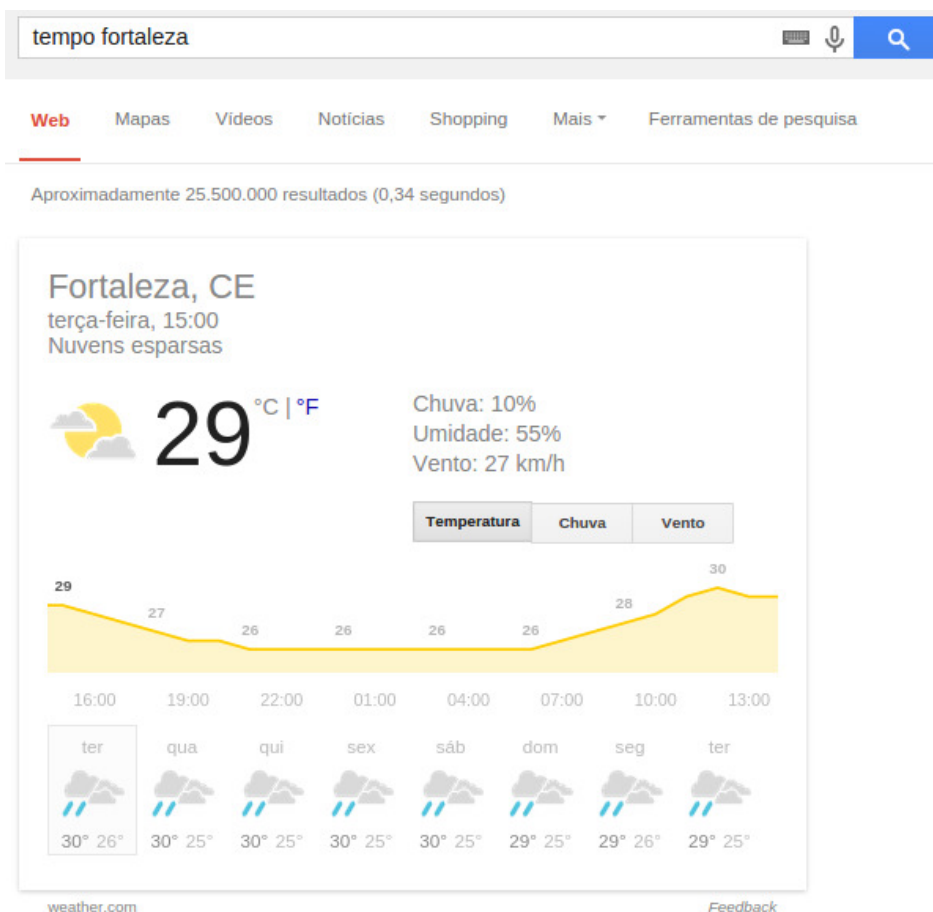 tempo fortaleza
Web Mapas Vídeos Notícias Shopping Mais Ferramentas de pesquisa
Aproximadamente 25.500.000 resultados (0,34 segundos)
Fortaleza, CE
terça-feira, 15:00
Nuvens esparsas
29 °C | °F
Chuva: 10%
Umidade: 55%
Vento: 27 km/h
Temperatura Chuva Vento
29 27 26 26 26 26 28 30
16:00 19:00 22:00 01:00 04:00 07:00 10:00 13:00
ter qua qui sex sáb dom seg ter
30° 26° 30° 25° 30° 25° 30° 25° 30° 25° 29° 25° 29° 26° 29° 25°
weather.com Feedback